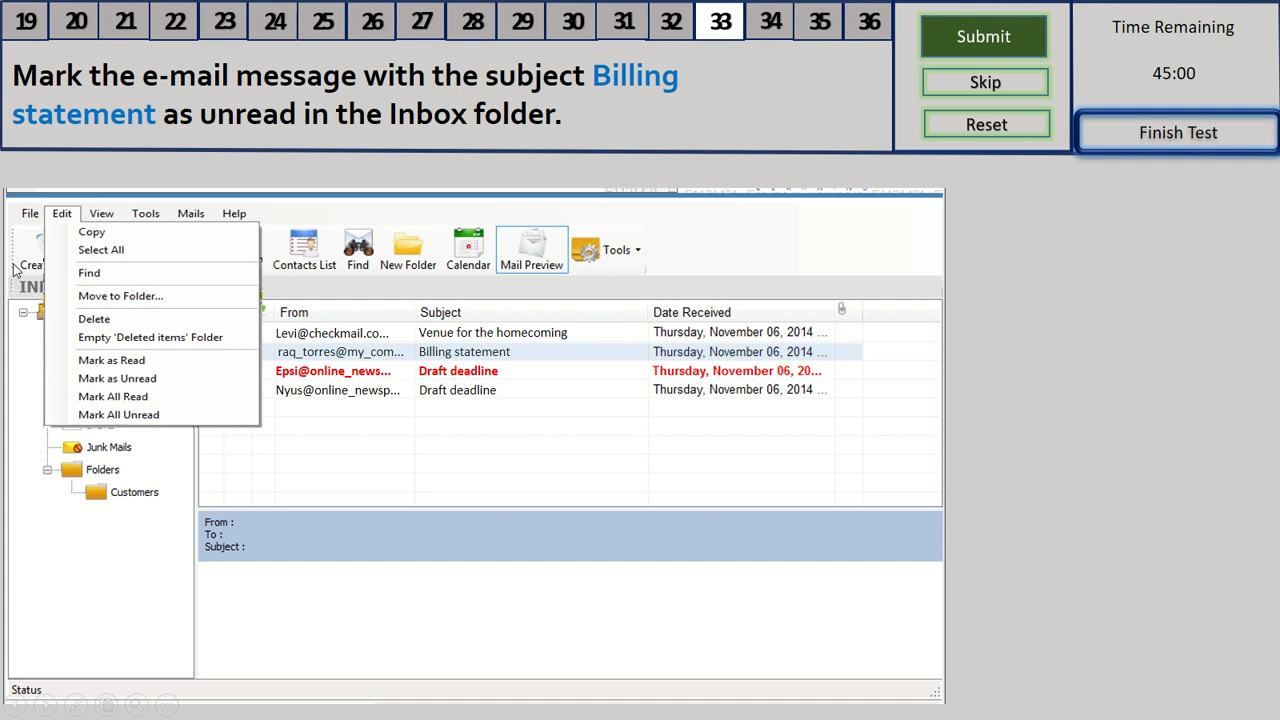 19 20 21 22 23 24 25 26 27 28 29 30 31 32 33 34 35 36
Mark the e-mail message with the subject Billing
statement as unread in the Inbox folder.
Submit
Skip
Reset
Time Remaining
45:00
Finish Test
File Edit View Tools Mails Help
Copy
Select All
Find
Move to Folder...
Delete
Empty 'Deleted items' Folder
Mark as Read
Mark as Unread
Mark All Read
Mark All Unread
Contacts List Find New Folder Calendar Mail Preview Tools
From Subject Date Received
Levi@checkmail.co... Venue for the homecoming Thursday, November 06, 2014 ...
raq_torres@my_com... Billing statement Thursday, November 06, 2014 ...
Epsi@online_news... Draft deadline Thursday, November 06, 20...
Nyus@online_newsp... Draft deadline Thursday, November 06, 2014 ...
Junk Mails
Folders
Customers
From :
To :
Subject :
Status